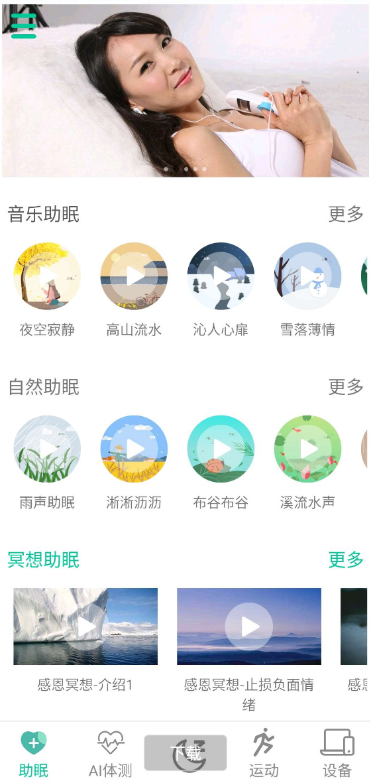 音乐助眠 更多
夜空寂静 高山流水 沁人心扉 雪落薄情
自然助眠 更多
雨声助眠 淅淅沥沥 布谷布谷 溪流水声
冥想助眠 更多
感恩冥想-介绍1 感恩冥想-止损负面情
绪
助眠 AI体测 下载 运动 设备